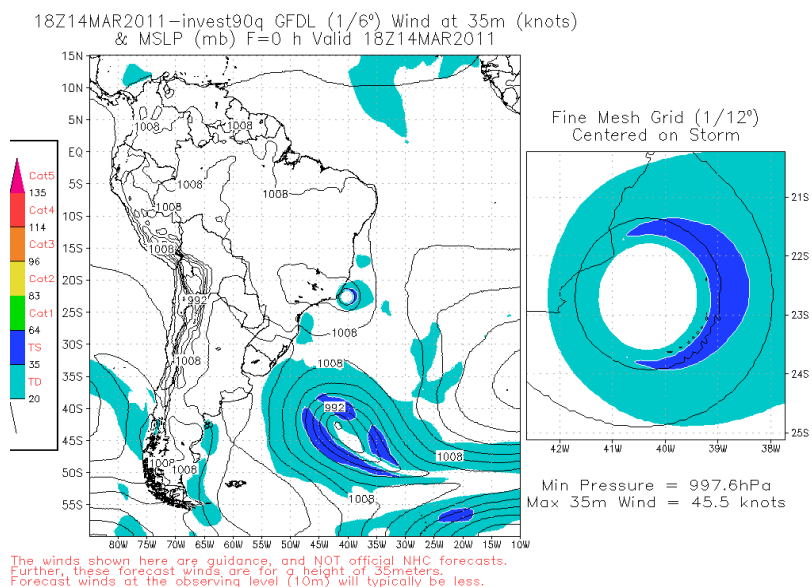 18Z14MAR2011-invest90q GFDL (1/6º) Wind at 35m (knots)
& MSLP (mb) F=0 h Valid 18Z14MAR2011
15N
10N
5N
EQ
5S
10S
15S
20S
25S
30S
35S
40S
45S
50S
55S
80W 75W 70W 65W 60W 55W 50W 45W 40W 35W 30W 25W 20W 15W 10W
1008
1008
1008
1008
1008
1008
1008
992
1008
1008
1008
992
1008
1008
1008
1008
Cat5
135
Cat4
114
Cat3
96
Cat2
83
Cat1
64
TS
35
TD
20
Fine Mesh Grid (1/12º)
Centered on Storm
21S
22S
23S
24S
25S
42W 41W 40W 39W 38W
Min Pressure = 997.6hPa
Max 35m Wind = 45.5 knots
The winds shown here are guidance, and NOT official NHC forecasts.
Further, these forecast winds are for a height of 35meters.
Forecast winds at the observing level (10m) will typically be less.